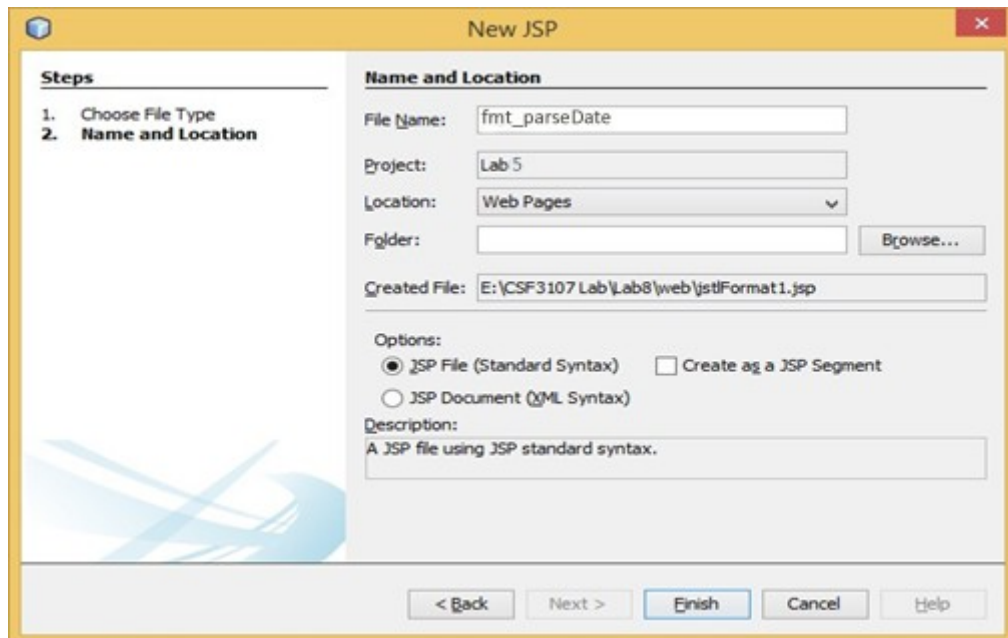 New JSP
Steps
1. Choose File Type
2. Name and Location
Name and Location
File Name: fmt_parseDate
Project: Lab 5
Location: Web Pages
Folder: Browse...
Created File: E:\CSF3107 Lab\Lab8\web\jstlFormat1.jsp
Options:
JSP File (Standard Syntax) Create as a JSP Segment
JSP Document (XML Syntax)
Description:
A JSP file using JSP standard syntax.
< Back Next > Finish Cancel Help